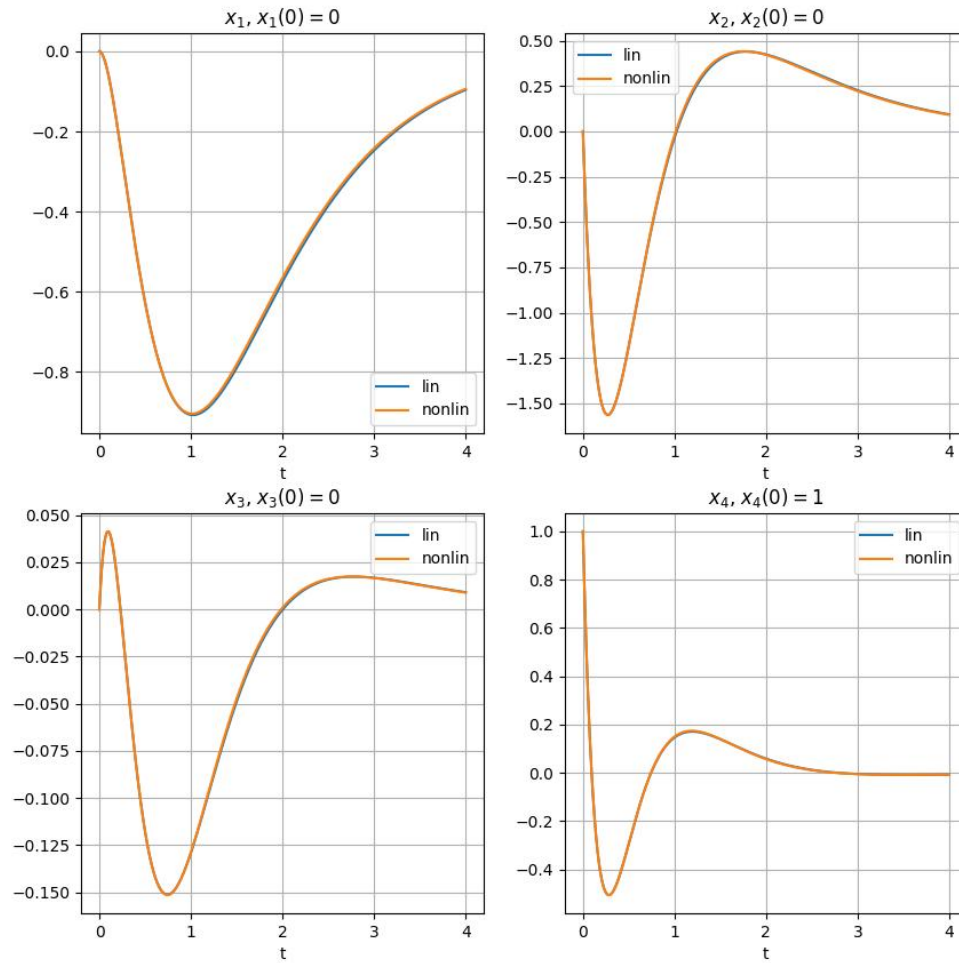 x₁, x₁(0) = 0
0.0
−0.2
−0.4
−0.6
−0.8
lin
nonlin
0 1 2 3 4
t
x₂, x₂(0) = 0
0.50
0.25
0.00
−0.25
−0.50
−0.75
−1.00
−1.25
−1.50
lin
nonlin
0 1 2 3 4
t
x₃, x₃(0) = 0
0.050
0.025
0.000
−0.025
−0.050
−0.075
−0.100
−0.125
−0.150
lin
nonlin
0 1 2 3 4
t
x₄, x₄(0) = 1
1.0
0.8
0.6
0.4
0.2
0.0
−0.2
−0.4
lin
nonlin
0 1 2 3 4
t